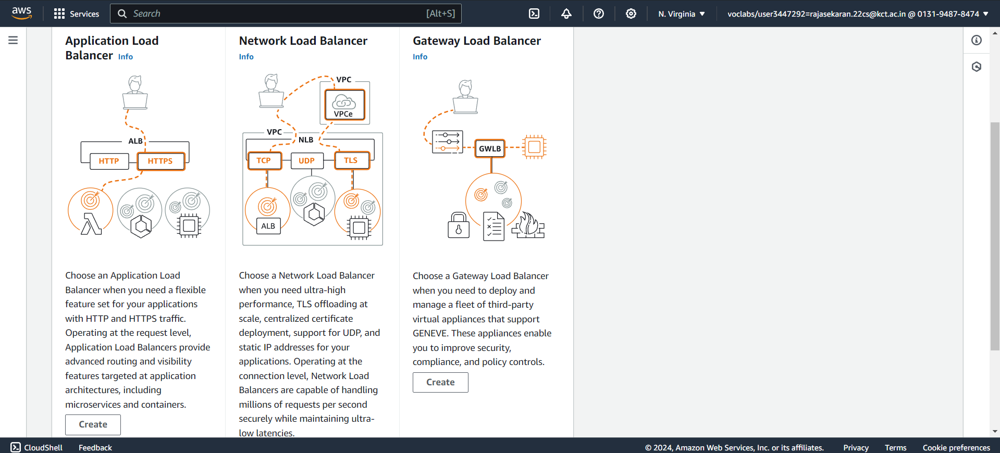 aws
Services
Search
[Alt+S]
N. Virginia
voclabs/user3447292=rajasekaran.22cs@kct.ac.in @ 0131-9487-8474
Application Load
Balancer Info
ALB
HTTP
HTTPS
Choose an Application Load
Balancer when you need a flexible
feature set for your applications
with HTTP and HTTPS traffic.
Operating at the request level,
Application Load Balancers provide
advanced routing and visibility
features targeted at application
architectures, including
microservices and containers.
Create
Network Load Balancer
Info
VPC
VPCe
VPC
NLB
TCP
UDP
TLS
ALB
Choose a Network Load Balancer
when you need ultra-high
performance, TLS offloading at
scale, centralized certificate
deployment, support for UDP, and
static IP addresses for your
applications. Operating at the
connection level, Network Load
Balancers are capable of handling
millions of requests per second
securely while maintaining ultra-
low latencies.
Gateway Load Balancer
Info
GWLB
Choose a Gateway Load Balancer
when you need to deploy and
manage a fleet of third-party
virtual appliances that support
GENEVE. These appliances enable
you to improve security,
compliance, and policy controls.
Create
CloudShell
Feedback
© 2024, Amazon Web Services, Inc. or its affiliates.
Privacy
Terms
Cookie preferences